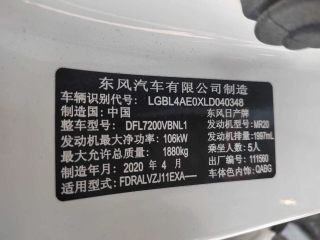 东风汽车有限公司制造
车辆识别代号: LGBL4AE0XLD040348
制造国: 中国 东风日产牌
整车型号: DFL7200VBNL1 发动机型号: MR20
发动机最大净功率: 106kW 发动机排量: 1997mL
最大允许总质量: 1880kg 乘坐人数: 5人
制造年月: 2020 年 4 月 出厂编号: 111560
适用型式: FDRALVZJ11EXA—— 车体色内饰: QABG